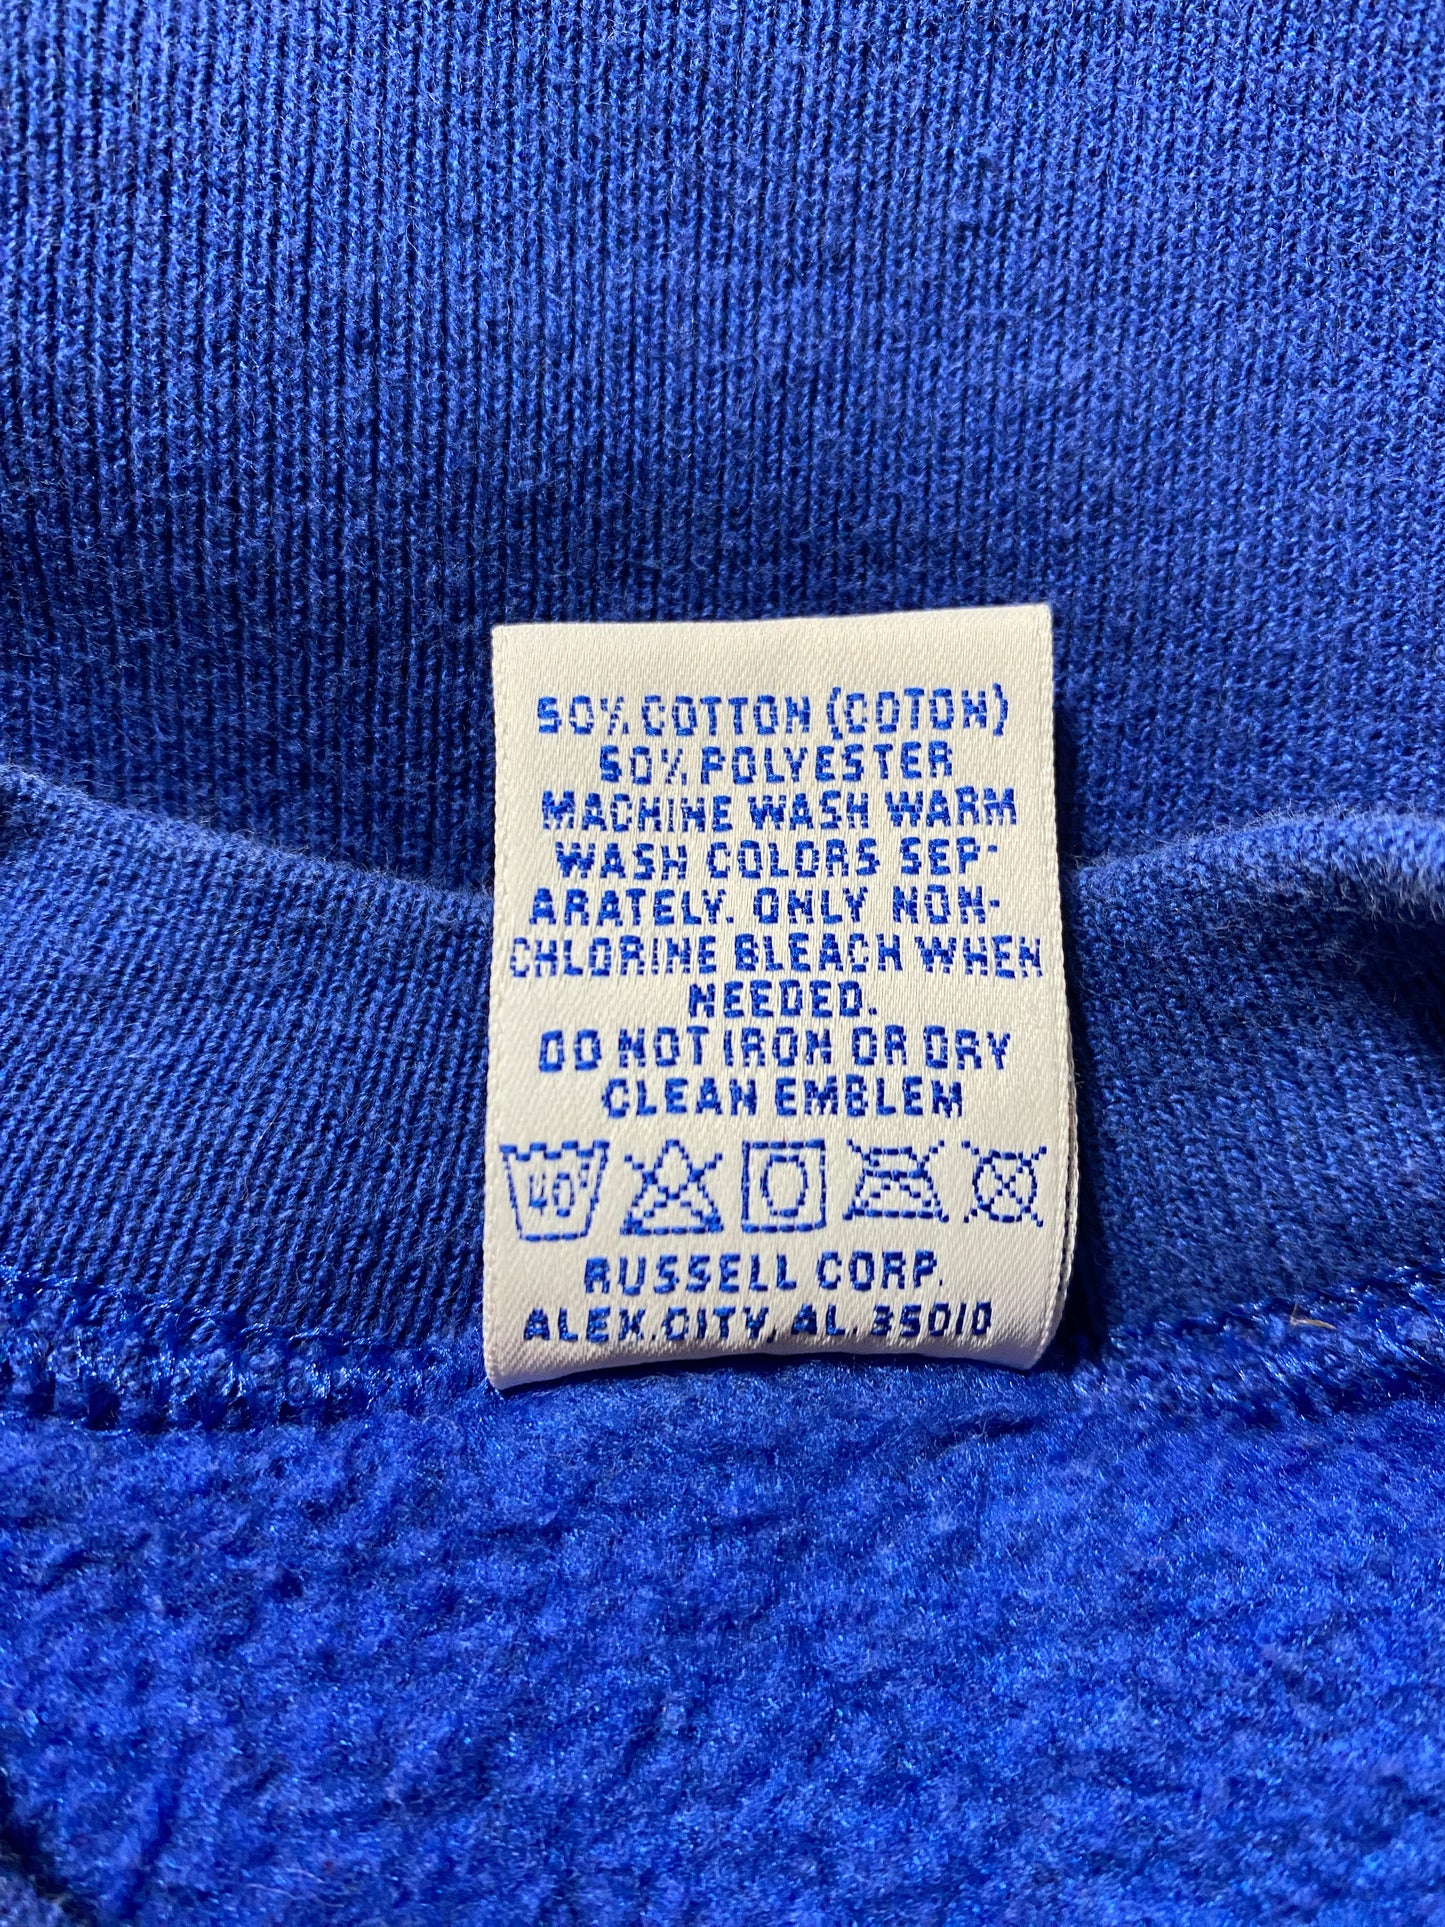 50% COTTON (COTON)
50% POLYESTER
MACHINE WASH WARM
WASH COLORS SEP-
ARATELY. ONLY NON-
CHLORINE BLEACH WHEN
NEEDED.
DO NOT IRON OR DRY
CLEAN EMBLEM
40°
RUSSELL CORP.
ALEX. CITY, AL. 35010